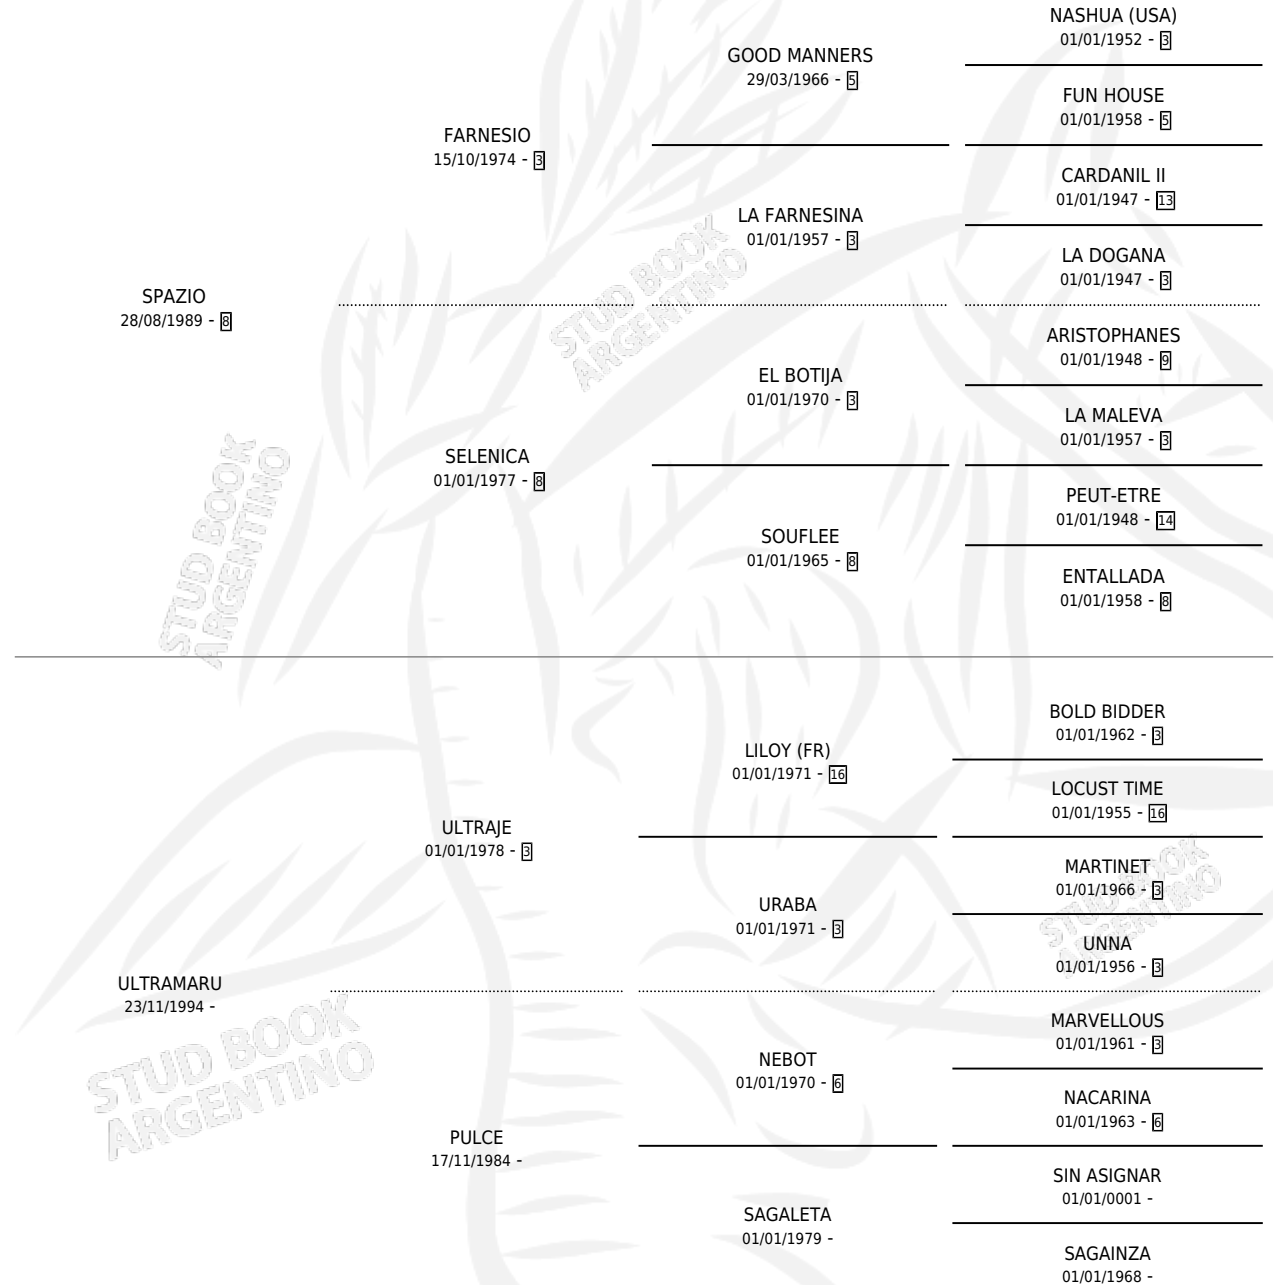 NASHUA (USA)
01/01/1952 - 3
GOOD MANNERS
29/03/1966 - 5
FUN HOUSE
01/01/1958 - 5
FARNESIO
15/10/1974 - 3
CARDANIL II
01/01/1947 - 13
LA FARNESINA
01/01/1957 - 3
LA DOGANA
01/01/1947 - 3
SPAZIO
28/08/1989 - 8
STUD BOOK
ARGENTINO
ARISTOPHANES
01/01/1948 - 9
EL BOTIJA
01/01/1970 - 3
LA MALEVA
01/01/1957 - 3
SELENICA
01/01/1977 - 8
PEUT-ETRE
01/01/1948 - 14
SOUFLEE
01/01/1965 - 8
ENTALLADA
01/01/1958 - 8
STUD BOOK
ARGENTINO
BOLD BIDDER
01/01/1962 - 3
LILOY (FR)
01/01/1971 - 16
LOCUST TIME
01/01/1955 - 16
ULTRAJE
01/01/1978 - 3
MARTINET
01/01/1966 - 3
URABA
01/01/1971 - 3
STUD BOOK
ARGENTINO
UNNA
01/01/1956 - 3
ULTRAMARU
23/11/1994 -
MARVELLOUS
01/01/1961 - 3
NEBOT
01/01/1970 - 6
NACARINA
01/01/1963 - 6
STUD BOOK
ARGENTINO
PULCE
17/11/1984 -
SIN ASIGNAR
01/01/0001 -
SAGALETA
01/01/1979 -
SAGAINZA
01/01/1968 -